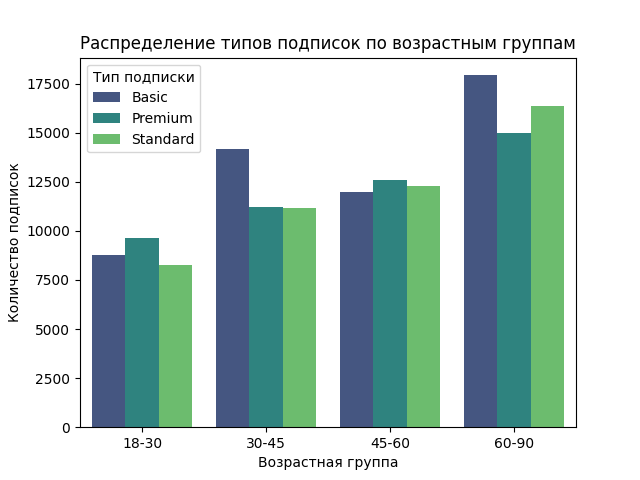 Распределение типов подписок по возрастным группам
Тип подписки
Basic
Premium
Standard
Количество подписок
17500
15000
12500
10000
7500
5000
2500
0
18-30
30-45
45-60
60-90
Возрастная группа